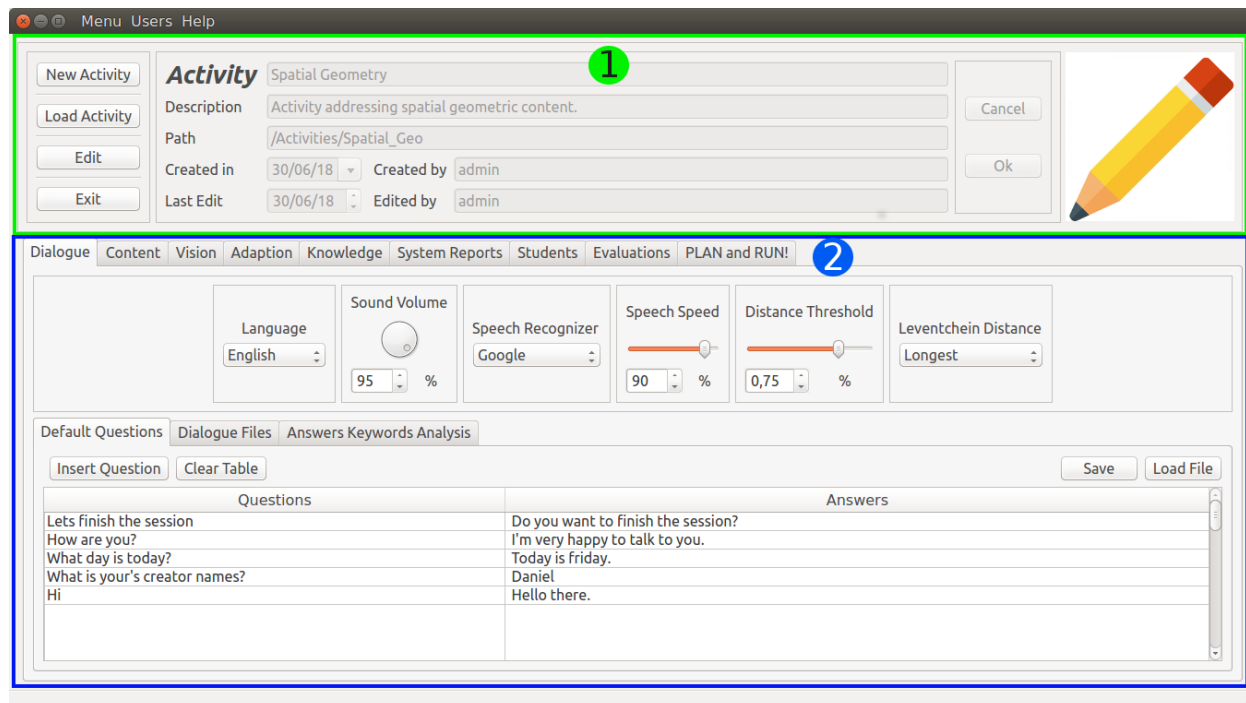 Menu Users Help
1
New Activity
Load Activity
Edit
Exit
Activity Spatial Geometry
Description Activity addressing spatial geometric content.
Path /Activities/Spatial_Geo
Created in 30/06/18 Created by admin
Last Edit 30/06/18 Edited by admin
Cancel
Ok
Dialogue Content Vision Adaption Knowledge System Reports Students Evaluations PLAN and RUN!
2
Language
English
Sound Volume
95 %
Speech Recognizer
Google
Speech Speed
90 %
Distance Threshold
0,75 %
Leventchein Distance
Longest
Default Questions Dialogue Files Answers Keywords Analysis
Insert Question Clear Table Save Load File
Questions Answers
Lets finish the session Do you want to finish the session?
How are you? I'm very happy to talk to you.
What day is today? Today is friday.
What is your's creator names? Daniel
Hi Hello there.